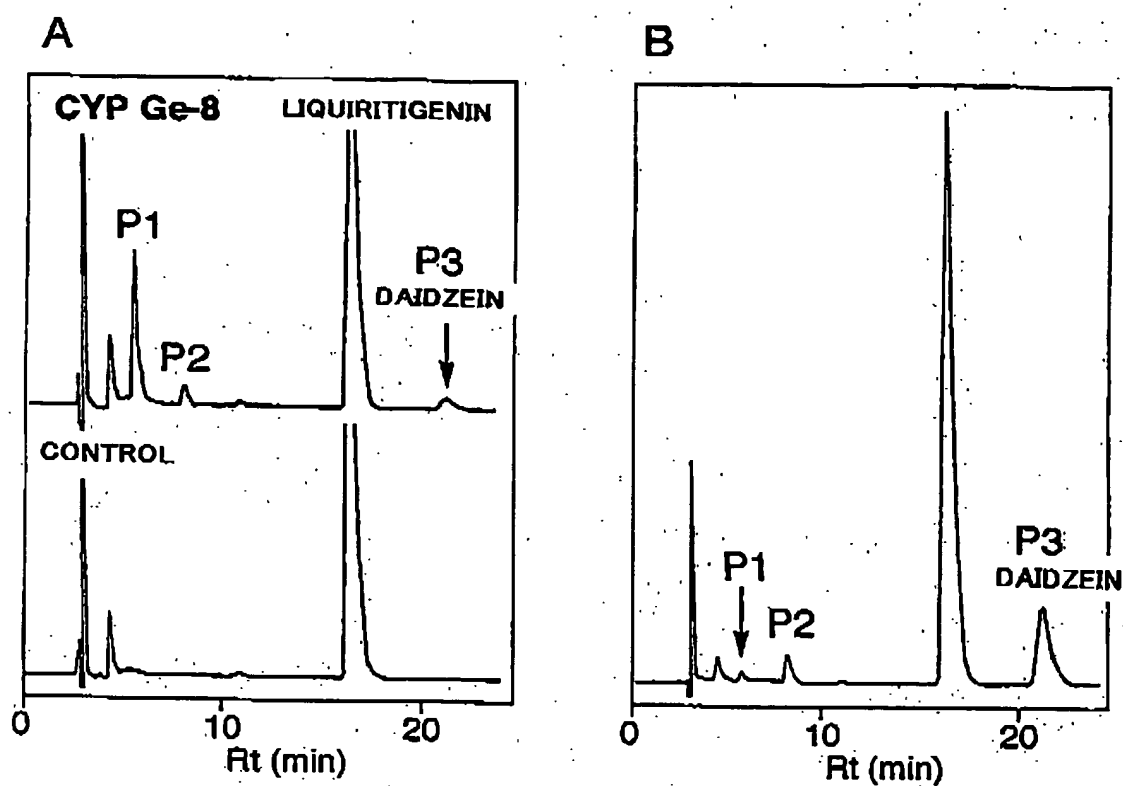 A
CYP Ge-8
LIQUIRITIGENIN
P1
P2
P3
DAIDZEIN
CONTROL
0
10
20
Rt (min)
B
P1
P2
P3
DAIDZEIN
0
10
20
Rt (min)